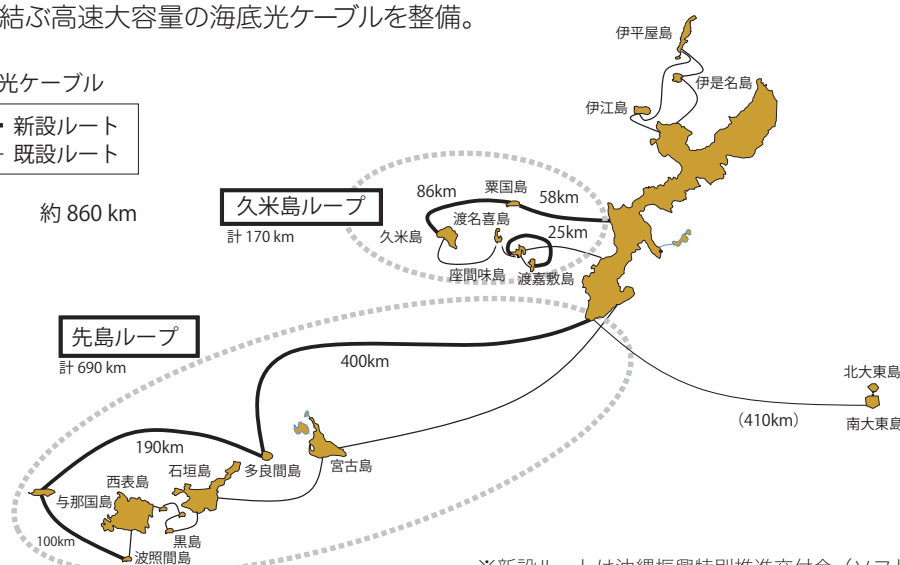 結ぶ高速大容量の海底光ケーブルを整備。
光ケーブル
新設ルート
既設ルート
約 860 km
伊平屋島
伊是名島
伊江島
久米島ループ
計 170 km
86km
粟国島
58km
渡名喜島
25km
久米島
座間味島
渡嘉敷島
先島ループ
計 690 km
400km
北大東島
(410km)
南大東島
190km
多良間島
宮古島
石垣島
西表島
与那国島
100km
黒島
波照間島